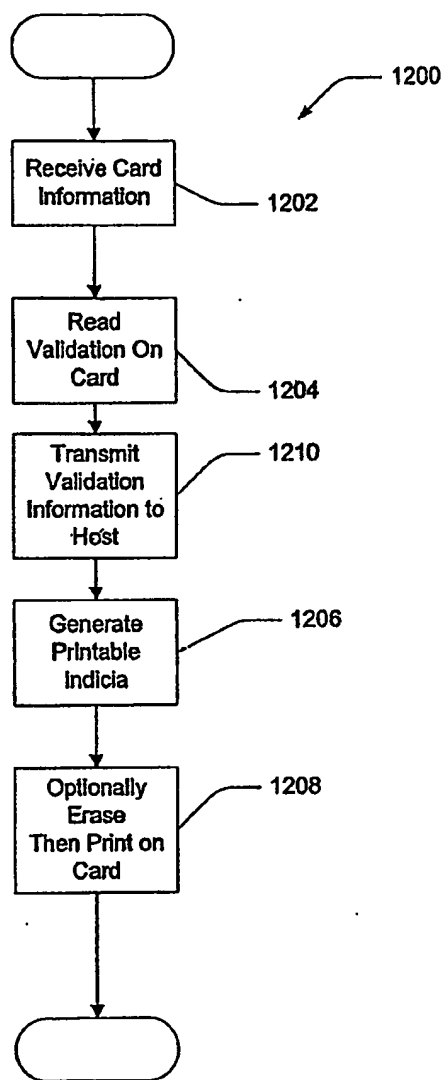 1200
Receive Card
Information
1202
Read
Validation On
Card
1204
Transmit
Validation
Information to
Host
1210
Generate
Printable
Indicia
1206
Optionally
Erase
Then Print on
Card
1208